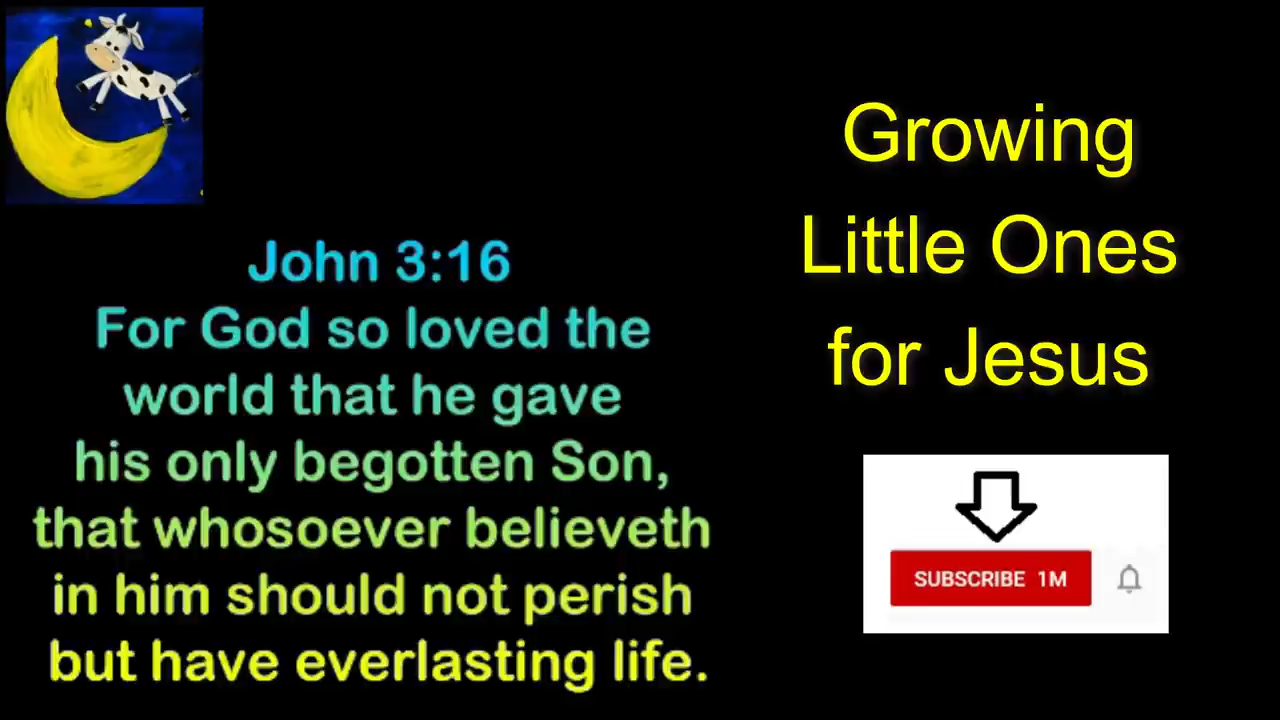 John 3:16
For God so loved the
world that he gave
his only begotten Son,
that whosoever believeth
in him should not perish
but have everlasting life.
Growing
Little Ones
for Jesus
SUBSCRIBE 1M